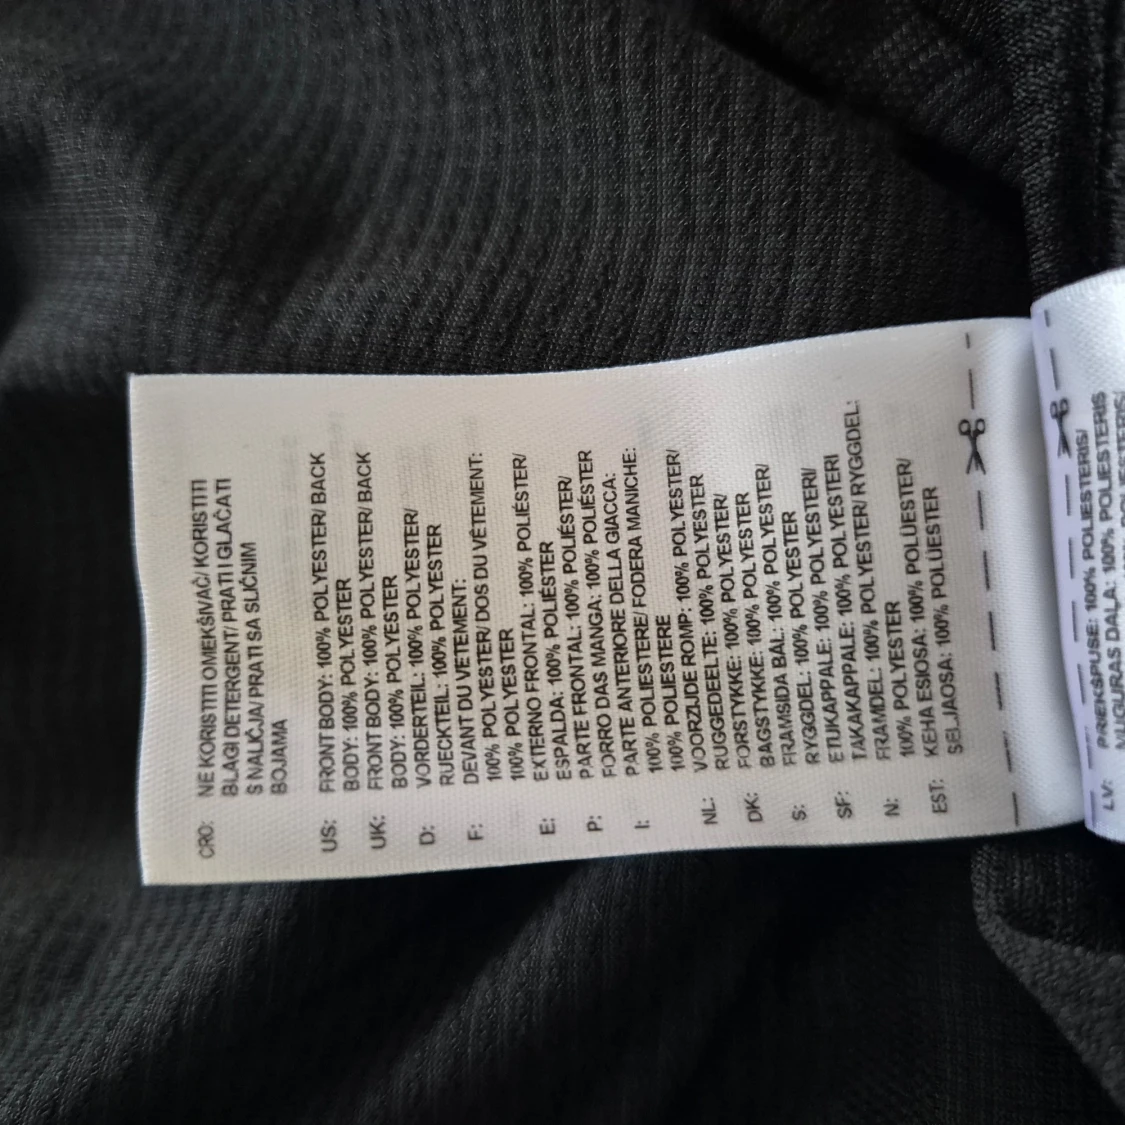 CRO: NE KORISTITI OMEKŠIVAČ/ KORISTITI
BLAGI DETERGENT/ PRATI I GLAČATI
S NALIČJA/ PRATI SA SLIČNIM
BOJAMA
US: FRONT BODY: 100% POLYESTER/ BACK
BODY: 100% POLYESTER
UK: FRONT BODY: 100% POLYESTER/ BACK
BODY: 100% POLYESTER
D: VORDERTEIL: 100% POLYESTER/
RUECKTEIL: 100% POLYESTER
F: DEVANT DU VETEMENT:
100% POLYESTER/ DOS DU VÊTEMENT:
100% POLYESTER
E: EXTERNO FRONTAL: 100% POLIÉSTER/
ESPALDA: 100% POLIÉSTER
P: PARTE FRONTAL: 100% POLIÉSTER/
FORRO DAS MANGA: 100% POLIÉSTER
I: PARTE ANTERIORE DELLA GIACCA:
100% POLIESTERE/ FODERA MANICHE:
100% POLIESTERE
NL: VOORZIJDE ROMP: 100% POLYESTER/
RUGGEDEELTE: 100% POLYESTER
DK: FORSTYKKE: 100% POLYESTER/
BAGSTYKKE: 100% POLYESTER
S: FRAMSIDA BÅL: 100% POLYESTER/
RYGGDEL: 100% POLYESTER
SF: ETUKAPPALE: 100% POLYESTERI/
TAKAKAPPALE: 100% POLYESTERI
N: FRAMDEL: 100% POLYESTER/ RYGGDEL:
100% POLYESTER
EST: KEHA ESIOSA: 100% POLÜESTER/
SELJAOSA: 100% POLÜESTER
LV: PRIEKŠPUSE: 100% POLIESTERIS/
MUGURAS DAĻA: 100% POLIESTERIS